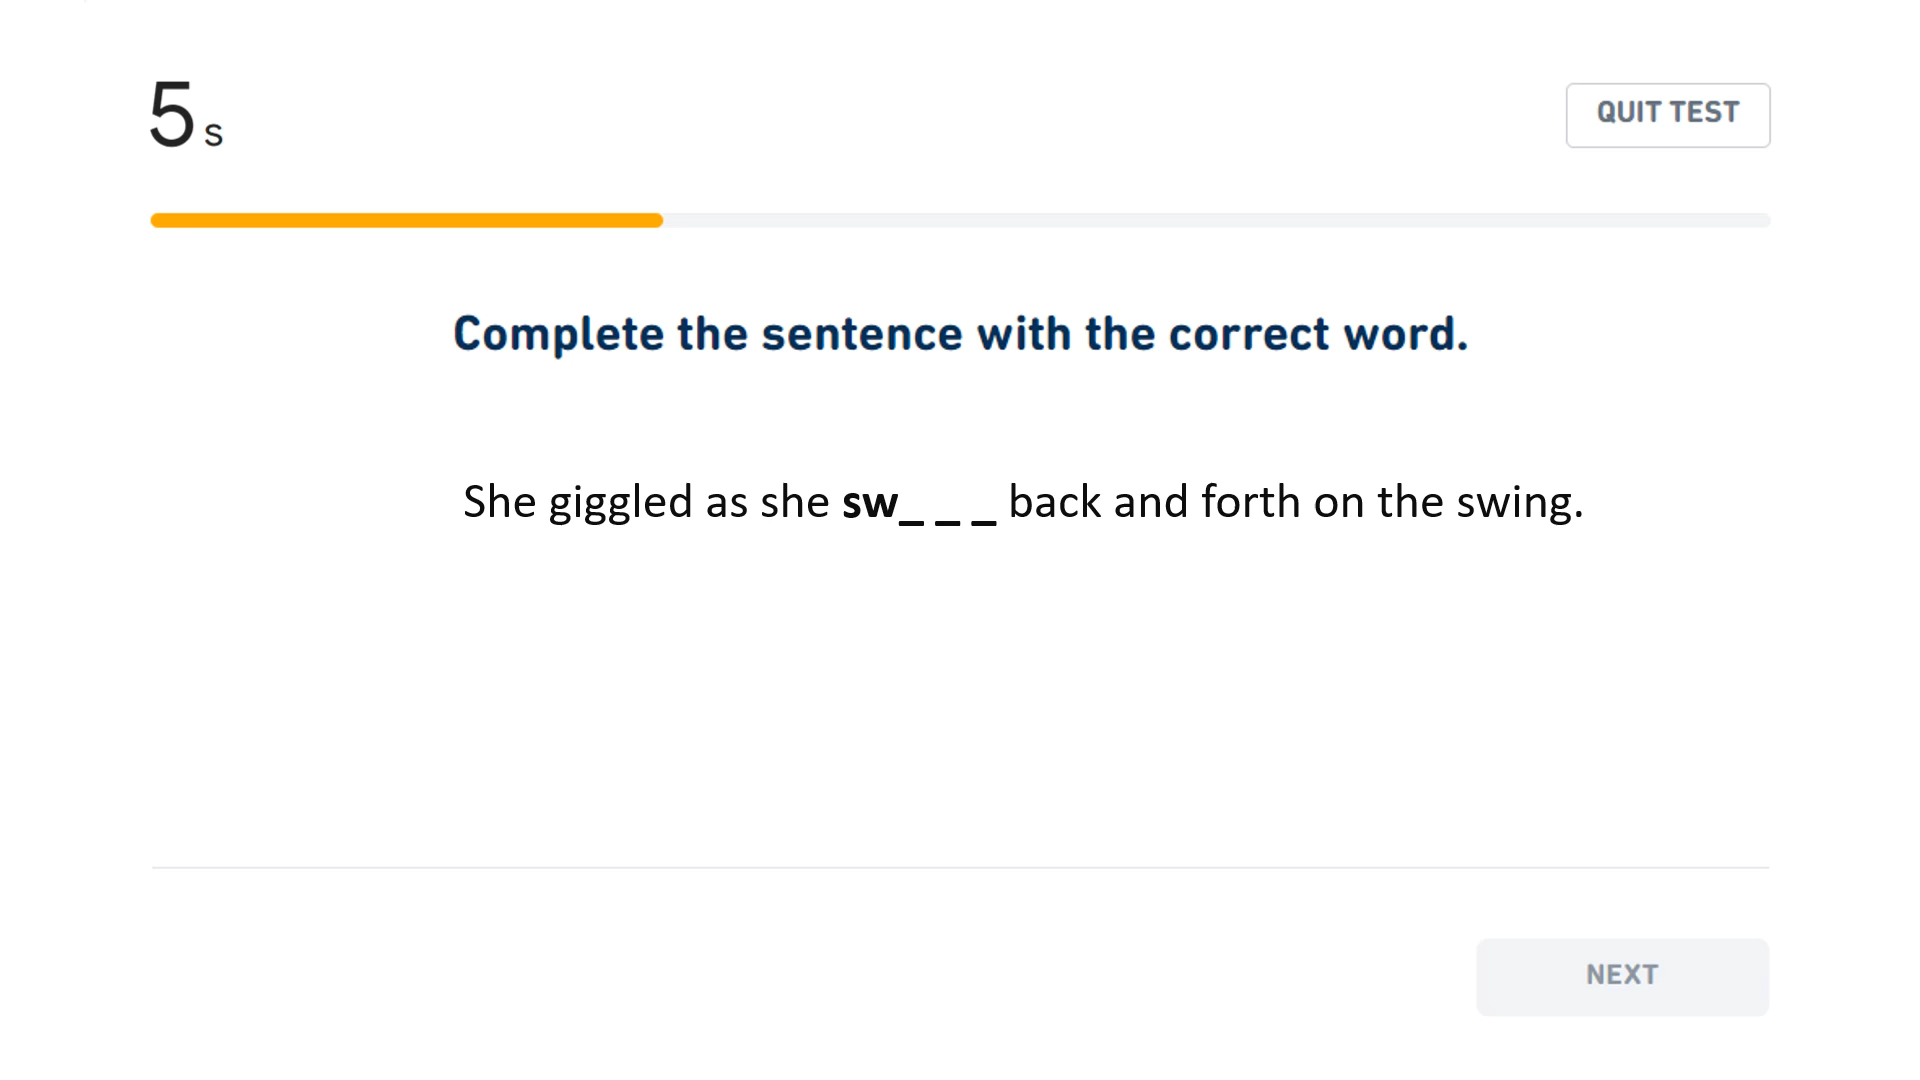 5 s
QUIT TEST
Complete the sentence with the correct word.
She giggled as she sw_ _ _ back and forth on the swing.
NEXT